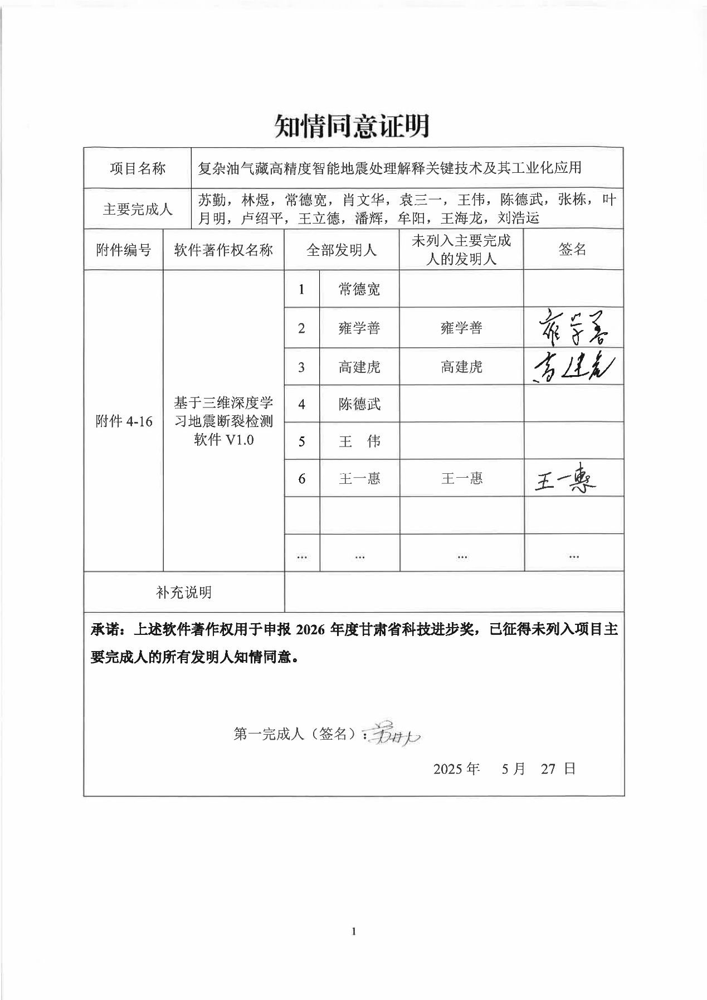 知情同意证明
项目名称 复杂油气藏高精度智能地震处理解释关键技术及其工业化应用
主要完成人 苏勤，林煜，常德宽，肖文华，袁三一，王伟，陈德武，张栋，叶
月明，卢绍平，王立德，潘辉，牟阳，王海龙，刘浩运
附件编号 软件著作权名称 全部发明人 未列入主要完成
人的发明人 签名
附件 4-16 基于三维深度学
习地震断裂检测
软件 V1.0
1 常德宽
2 雍学善 雍学善 雍学善
3 高建虎 高建虎 高建虎
4 陈德武
5 王 伟
6 王一惠 王一惠 王一惠
... ... ... ...
补充说明
承诺：上述软件著作权用于申报 2026 年度甘肃省科技进步奖，已征得未列入项目主
要完成人的所有发明人知情同意。
第一完成人（签名）：
2025 年 5 月 27 日
1